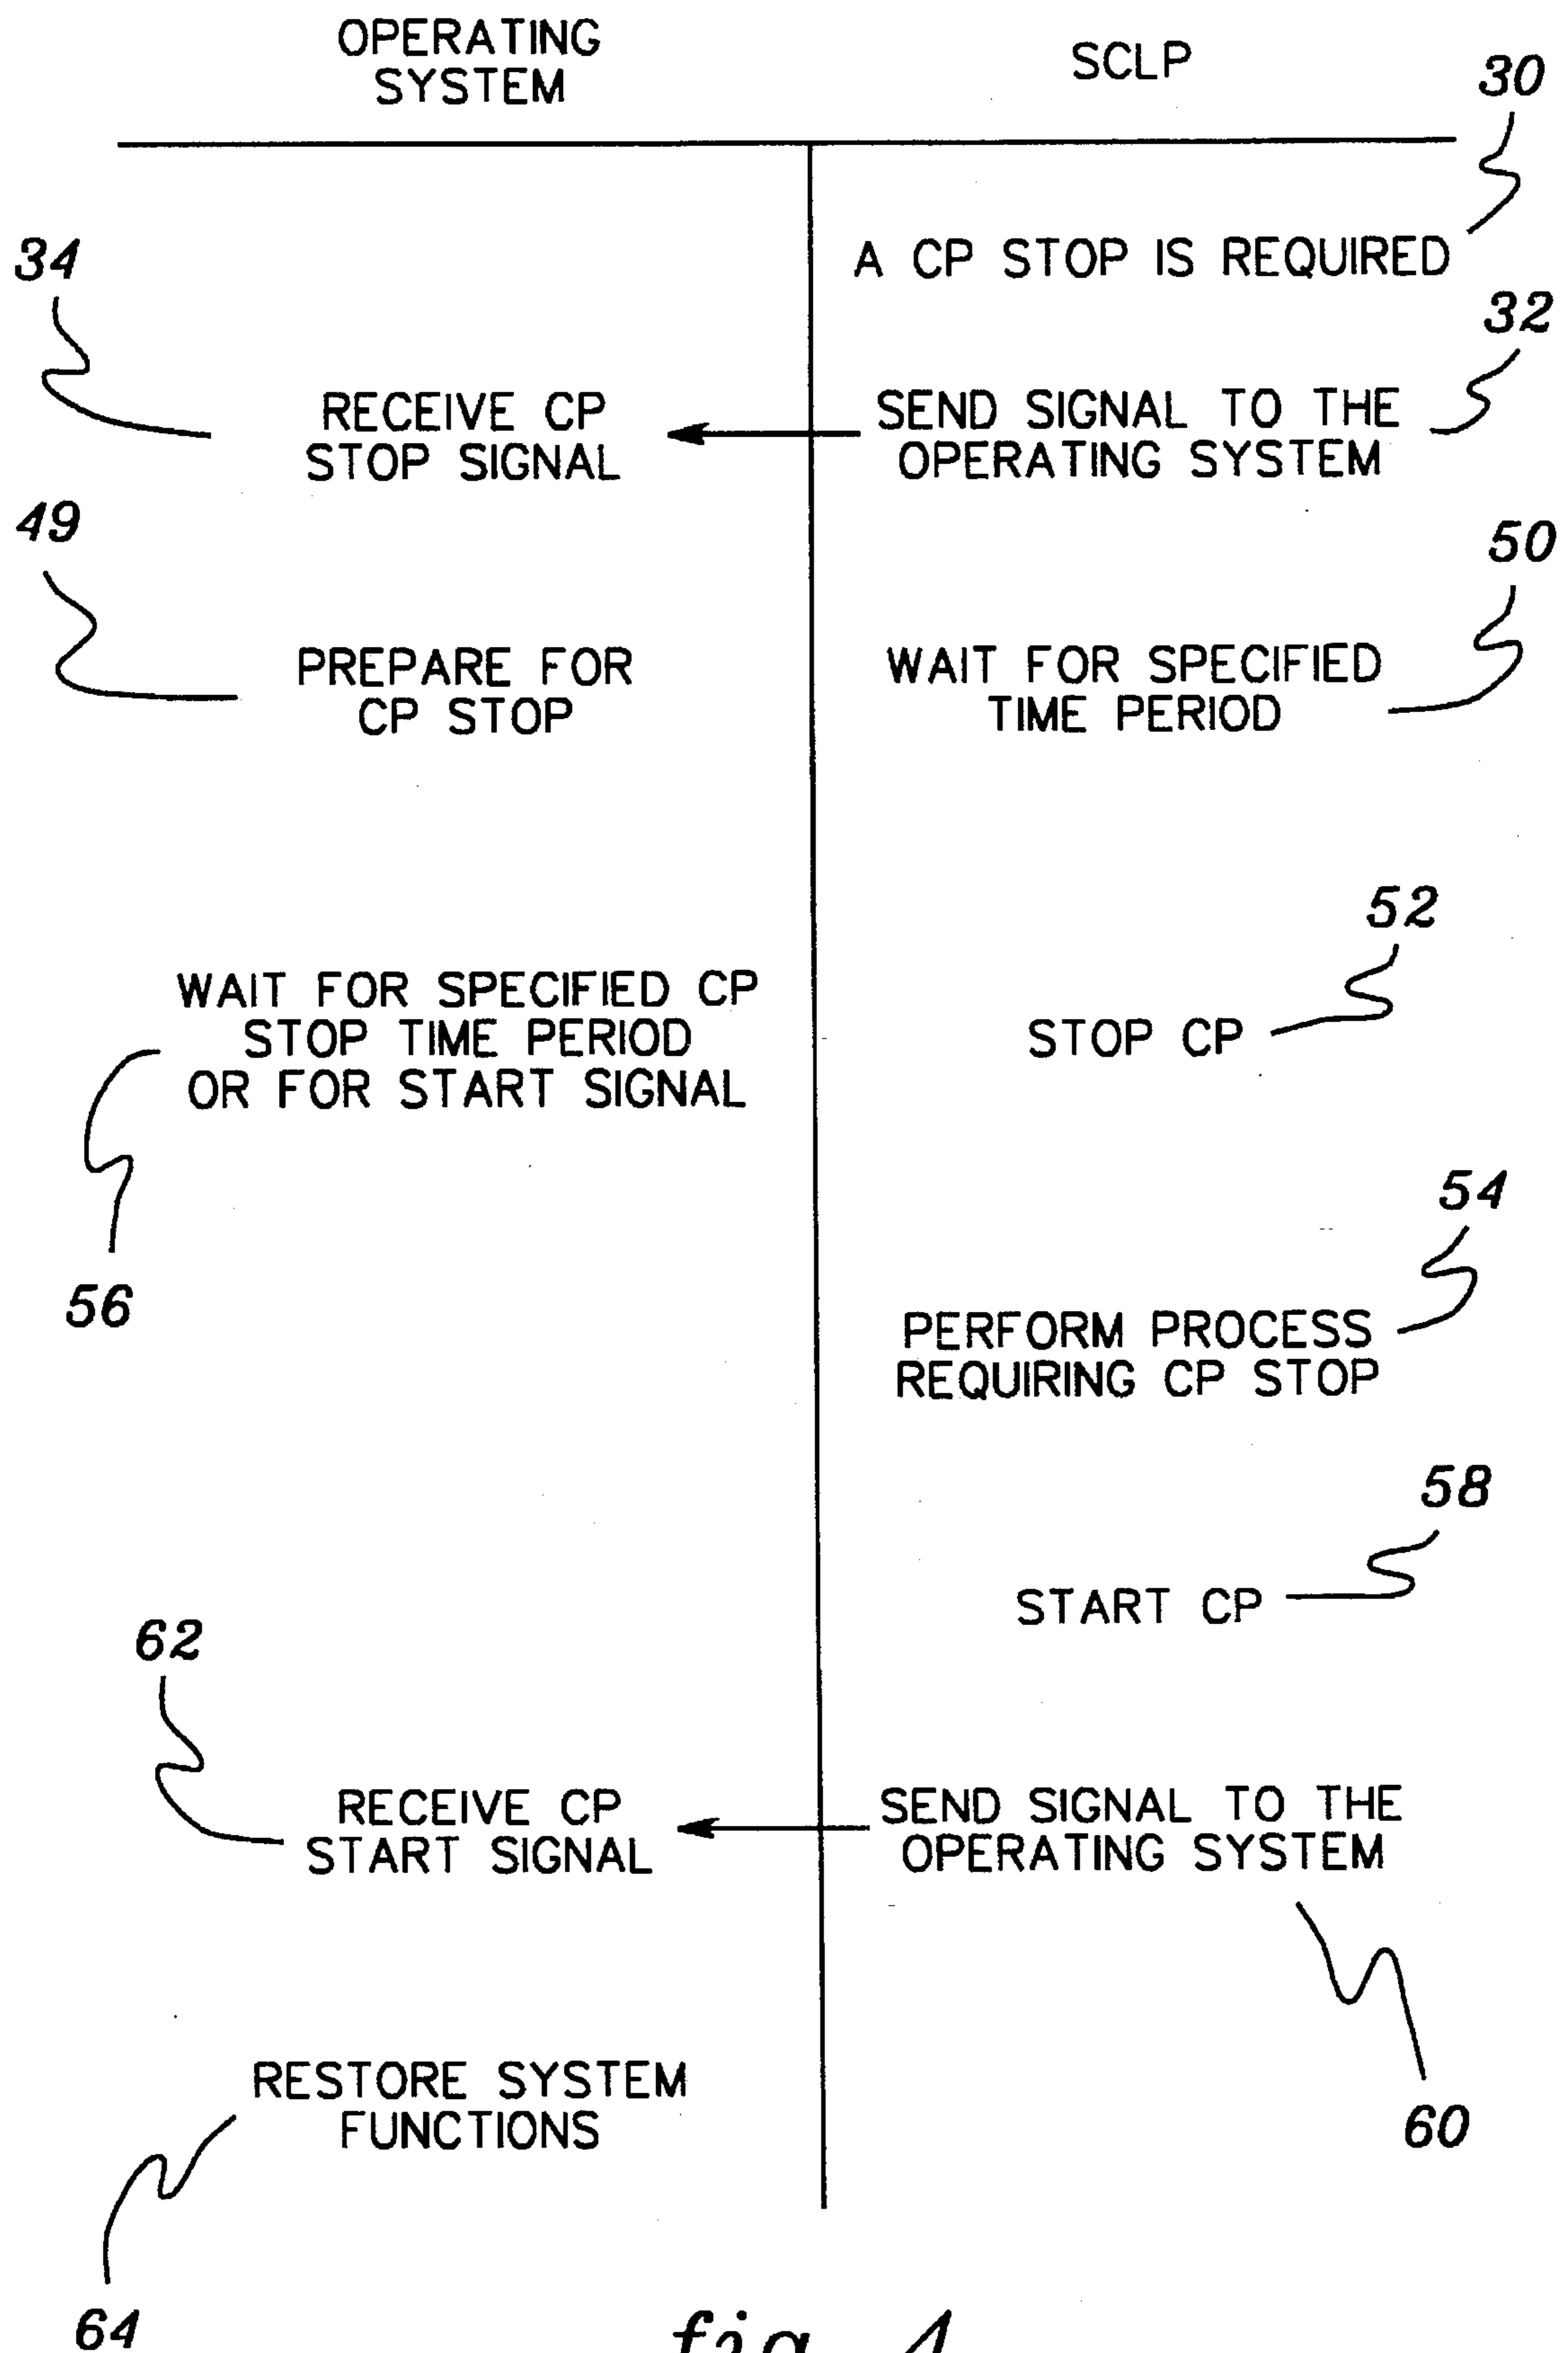 OPERATING
SYSTEM
SCLP
30
A CP STOP IS REQUIRED
34
32
RECEIVE CP
STOP SIGNAL
SEND SIGNAL TO THE
OPERATING SYSTEM
49
50
PREPARE FOR
CP STOP
WAIT FOR SPECIFIED
TIME PERIOD
52
WAIT FOR SPECIFIED CP
STOP TIME PERIOD
OR FOR START SIGNAL
STOP CP
54
56
PERFORM PROCESS
REQUIRING CP STOP
58
START CP
62
RECEIVE CP
START SIGNAL
SEND SIGNAL TO THE
OPERATING SYSTEM
RESTORE SYSTEM
FUNCTIONS
60
64